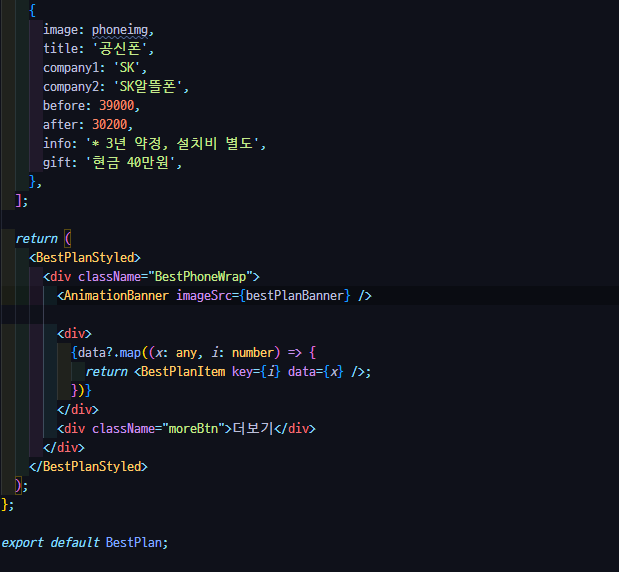 {
image: phoneimg,
title: '공신폰',
company1: 'SK',
company2: 'SK알뜰폰',
before: 39000,
after: 30200,
info: '* 3년 약정, 설치비 별도',
gift: '현금 40만원',
},
];
return (
<BestPlanStyled>
<div className="BestPhoneWrap">
<AnimationBanner imageSrc={bestPlanBanner} />
<div>
{data?.map((x: any, i: number) => {
return <BestPlanItem key={i} data={x} />;
})}
</div>
<div className="moreBtn">더보기</div>
</div>
</BestPlanStyled>
);
};
export default BestPlan;